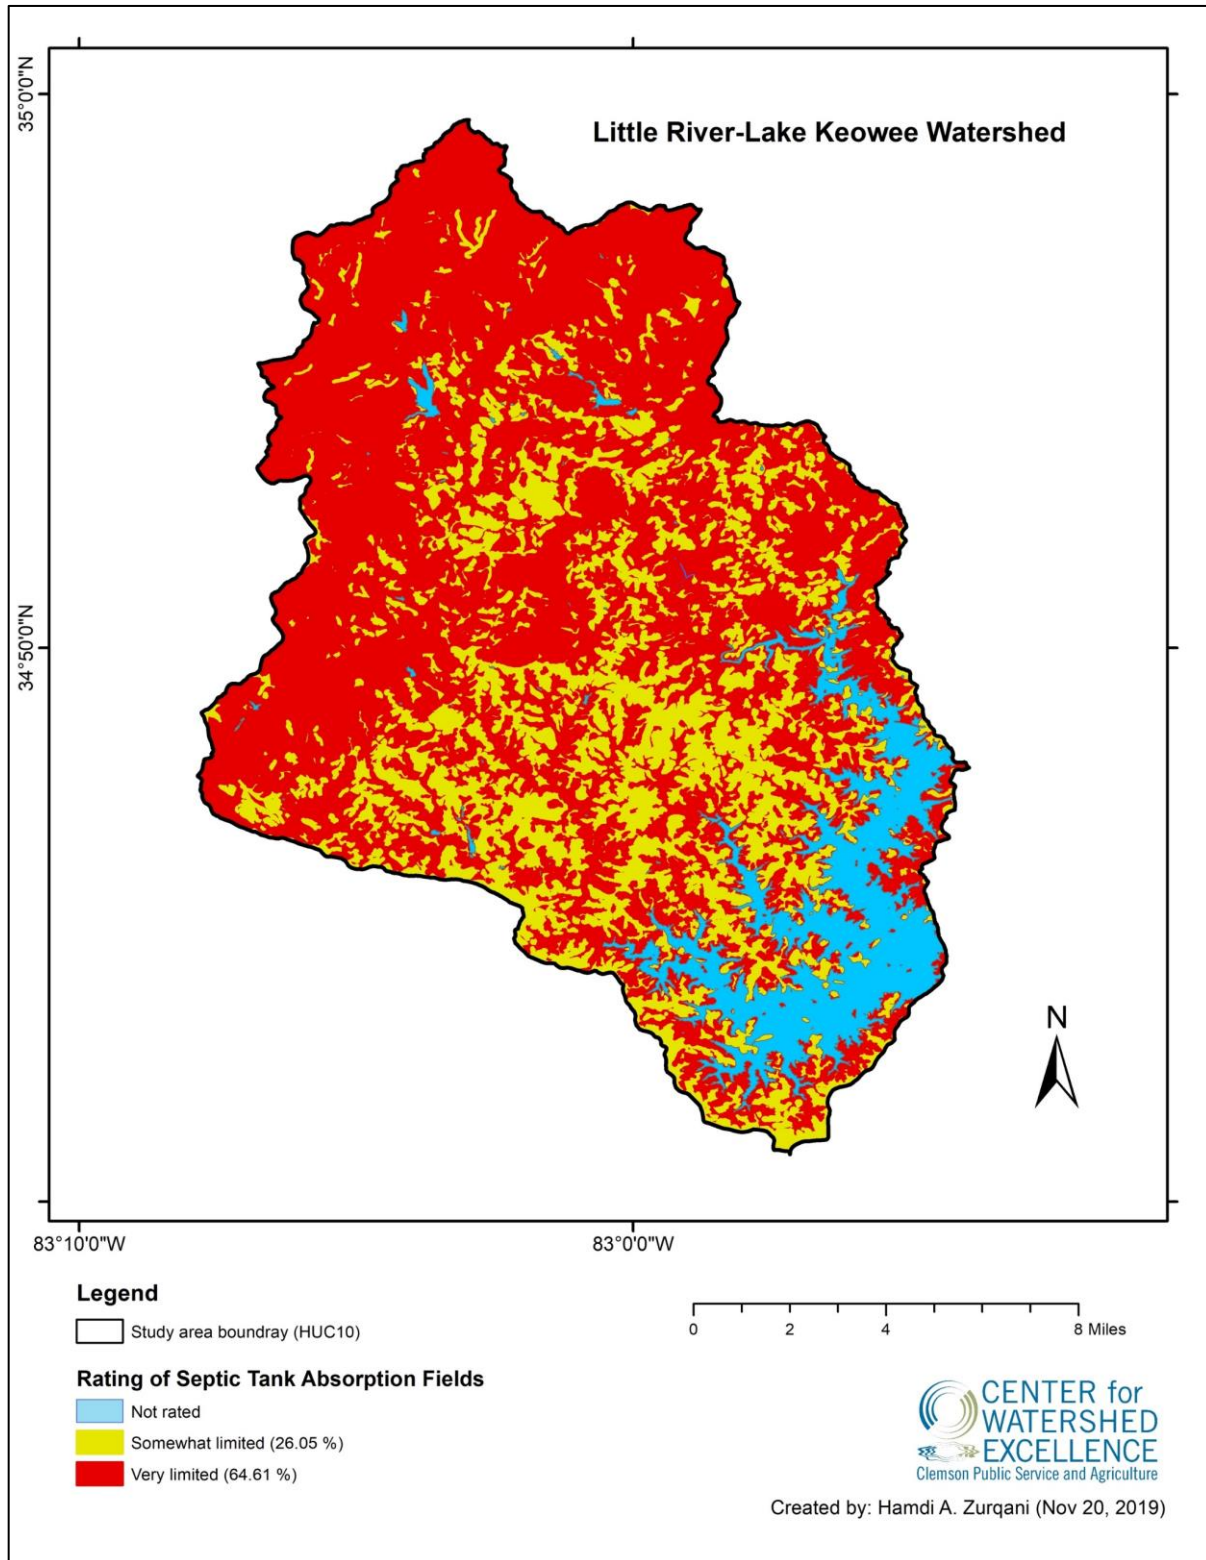 Little River-Lake Keowee Watershed
35°0'0"N
34°50'0"N
83°10'0"W
83°0'0"W
Legend
Study area boundray (HUC10)
Rating of Septic Tank Absorption Fields
Not rated
Somewhat limited (26.05 %)
Very limited (64.61 %)
0 2 4 8 Miles
N
CENTER for
WATERSHED
EXCELLENCE
Clemson Public Service and Agriculture
Created by: Hamdi A. Zurqani (Nov 20, 2019)